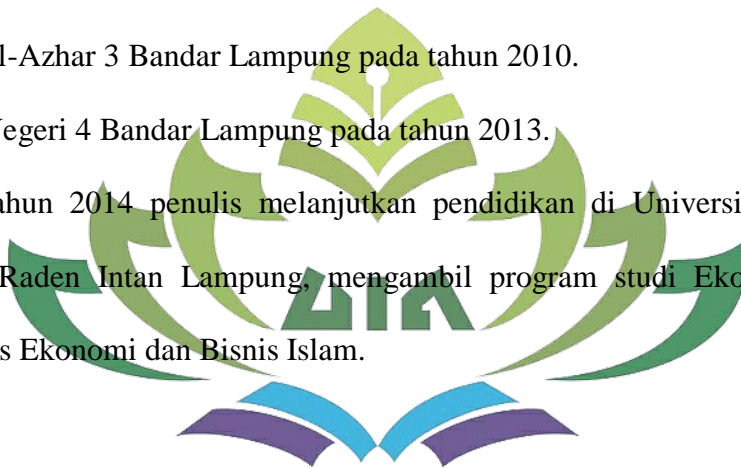 l-Azhar 3 Bandar Lampung pada tahun 2010.
Negeri 4 Bandar Lampung pada tahun 2013.
ahun 2014 penulis melanjutkan pendidikan di Universi
Raden Intan Lampung, mengambil program studi Eko
s Ekonomi dan Bisnis Islam.